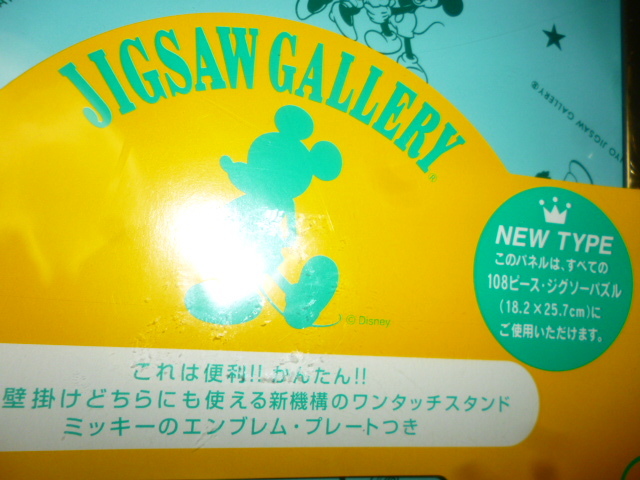 JIGSAW GALLERY®
YO JIGSAW GALLERY®
NEW TYPE
このパネルは、すべての
108ピース・ジグソーパズル
(18.2×25.7cm)に
ご使用いただけます。
© Disney
これは便利!! かんたん!!
壁掛けどちらにも使える新機構のワンタッチスタンド
ミッキーのエンブレム・プレートつき